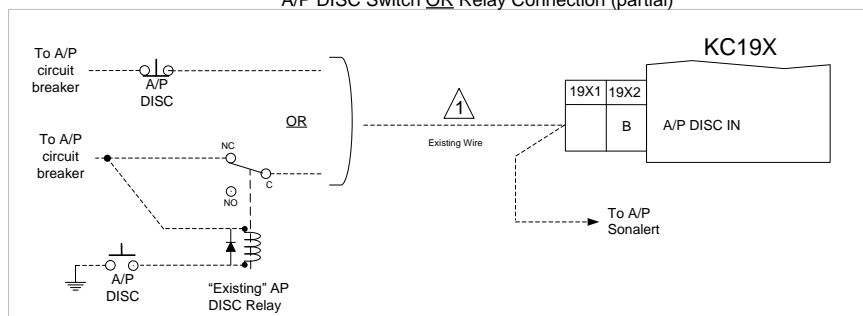 A/P DISC Switch OR Relay Connection (partial)
KC19X
To A/P
circuit
breaker
A/P
DISC
OR
1
Existing Wire
19X1 19X2
B
A/P DISC IN
To A/P
circuit
breaker
NC
C
NO
To A/P
Sonalert
A/P
DISC
"Existing" AP
DISC Relay